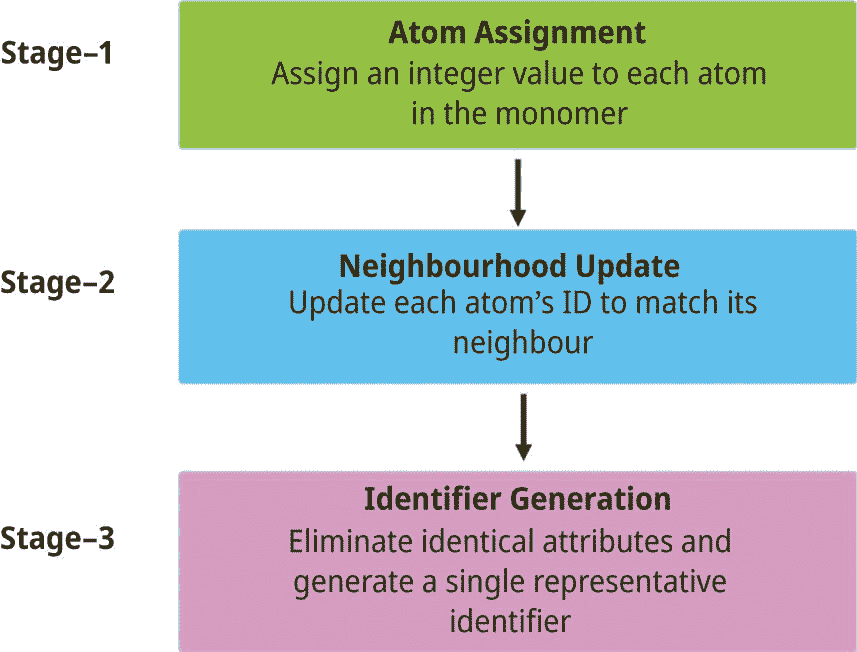 Stage–1
Atom Assignment
Assign an integer value to each atom
in the monomer
Stage–2
Neighbourhood Update
Update each atom’s ID to match its
neighbour
Stage–3
Identifier Generation
Eliminate identical attributes and
generate a single representative
identifier